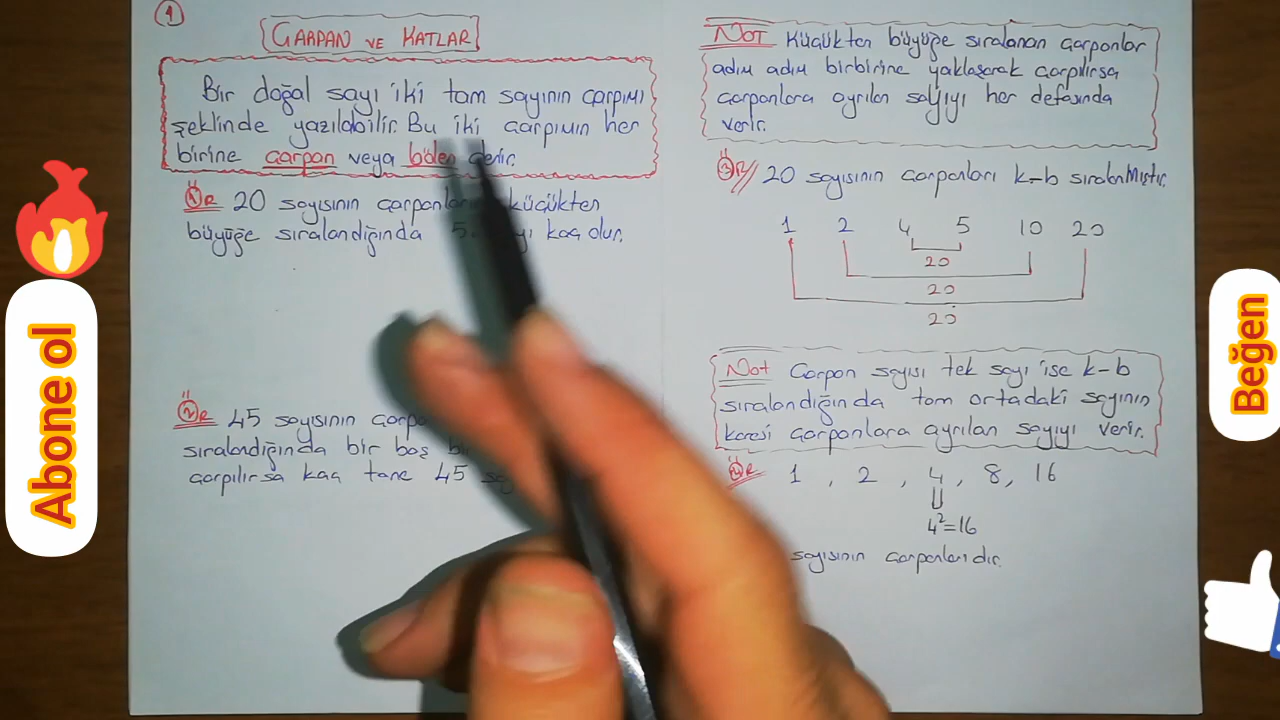 1
ÇARPAN VE KATLAR
Bir doğal sayı iki tam sayının çarpımı
şeklinde yazılabilir. Bu iki çarpımın her
birine çarpan veya bölen denir.
ÖR 20 sayısının küçükten
büyüğe sıralandığında 5. kaç olur.
ÖR 45 sayısının
sıralandığında bir baş
çarpılırsa kaç tane 45
NOT Küçükten büyüğe sıralanan çarpanlar
adım adım birbirine yaklaşarak çarpılırsa
çarpanlara ayrılan sayıyı her defasında
verir.
ÖR 20 sayısının çarpanları k-b sıralanmıştır.
1 2 4 5 10 20
20
20
20
Not Çarpan sayısı tek sayı ise k-b
sıralandığında tam ortadaki sayının
karesi çarpanlara ayrılan sayıyı verir.
ÖR 1 , 2 , 4 , 8 , 16
4²=16
sayısının çarpanlarıdır.
Abone ol
Beğen